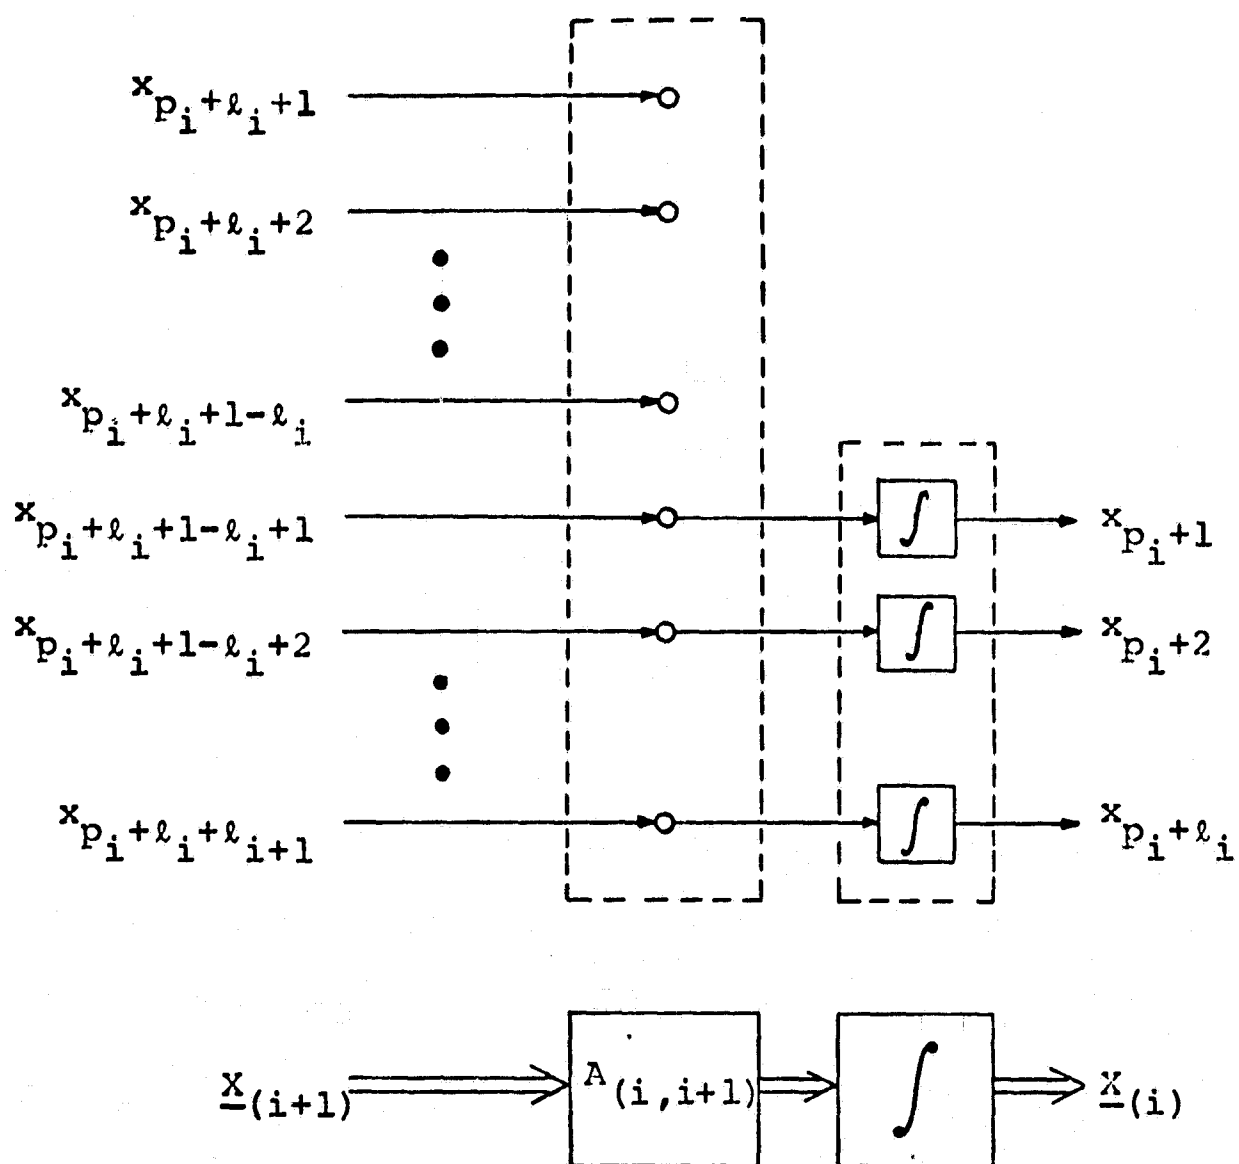 x_{p_i+ℓ_i+1}
x_{p_i+ℓ_i+2}
x_{p_i+ℓ_i+1-ℓ_i}
x_{p_i+ℓ_i+1-ℓ_i+1} ∫ x_{p_i+1}
x_{p_i+ℓ_i+1-ℓ_i+2} ∫ x_{p_i+2}
x_{p_i+ℓ_i+ℓ_{i+1}} ∫ x_{p_i+ℓ_i}
x_{(i+1)} A_{(i,i+1)} ∫ x_{(i)}